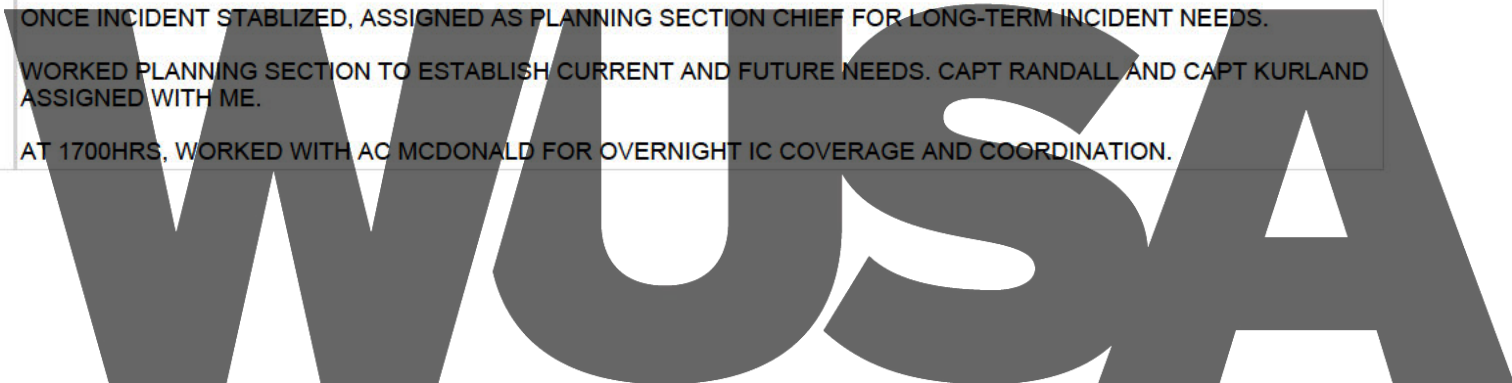 ONCE INCIDENT STABLIZED, ASSIGNED AS PLANNING SECTION CHIEF FOR LONG-TERM INCIDENT NEEDS.
WORKED PLANNING SECTION TO ESTABLISH CURRENT AND FUTURE NEEDS. CAPT RANDALL AND CAPT KURLAND
ASSIGNED WITH ME.
AT 1700HRS, WORKED WITH AC MCDONALD FOR OVERNIGHT IC COVERAGE AND COORDINATION.
WUSA